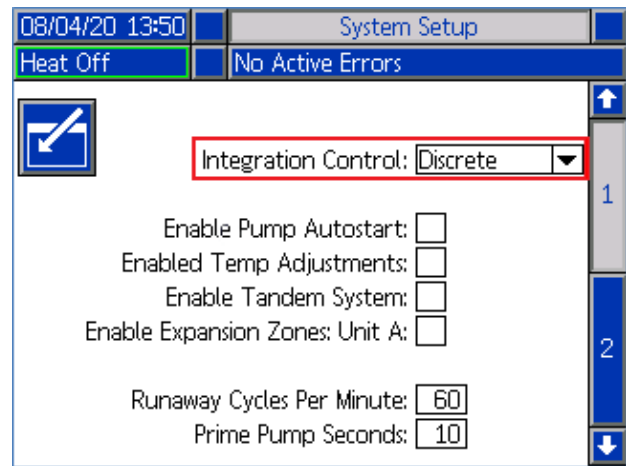 08/04/20 13:50 System Setup
Heat Off No Active Errors
Integration Control: Discrete
1
Enable Pump Autostart:
Enabled Temp Adjustments:
Enable Tandem System:
Enable Expansion Zones: Unit A:
2
Runaway Cycles Per Minute: 60
Prime Pump Seconds: 10